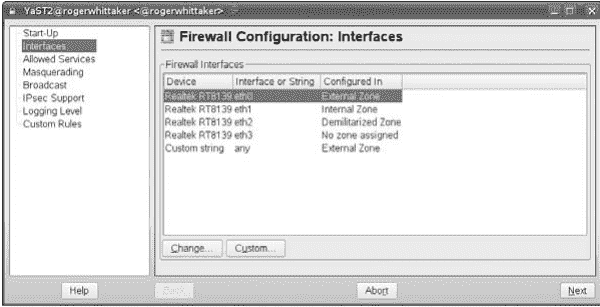 YaST2@rogerwhittaker <@rogerwhittaker>
Start-Up
Interfaces
Allowed Services
Masquerading
Broadcast
IPsec Support
Logging Level
Custom Rules
Firewall Configuration: Interfaces
Firewall Interfaces
Device Interface or String Configured In
Realtek RT8139 eth0 External Zone
Realtek RT8139 eth1 Internal Zone
Realtek RT8139 eth2 Demilitarized Zone
Realtek RT8139 eth3 No zone assigned
Custom string any External Zone
Change... Custom...
Help Back Abort Next